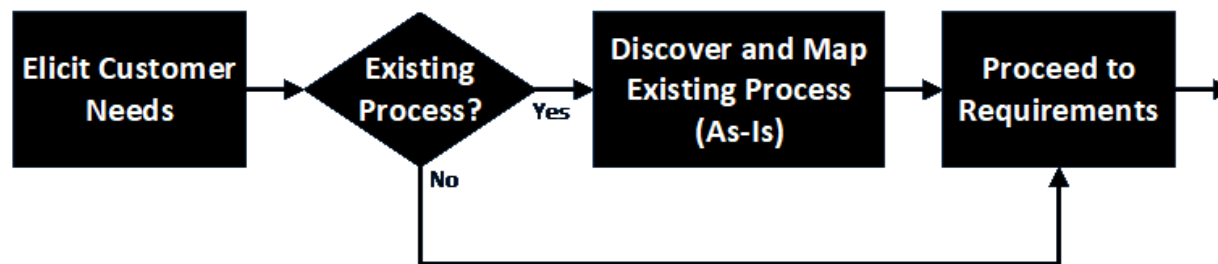 Elicit Customer
Needs
Existing
Process?
Yes
No
Discover and Map
Existing Process
(As-Is)
Proceed to
Requirements